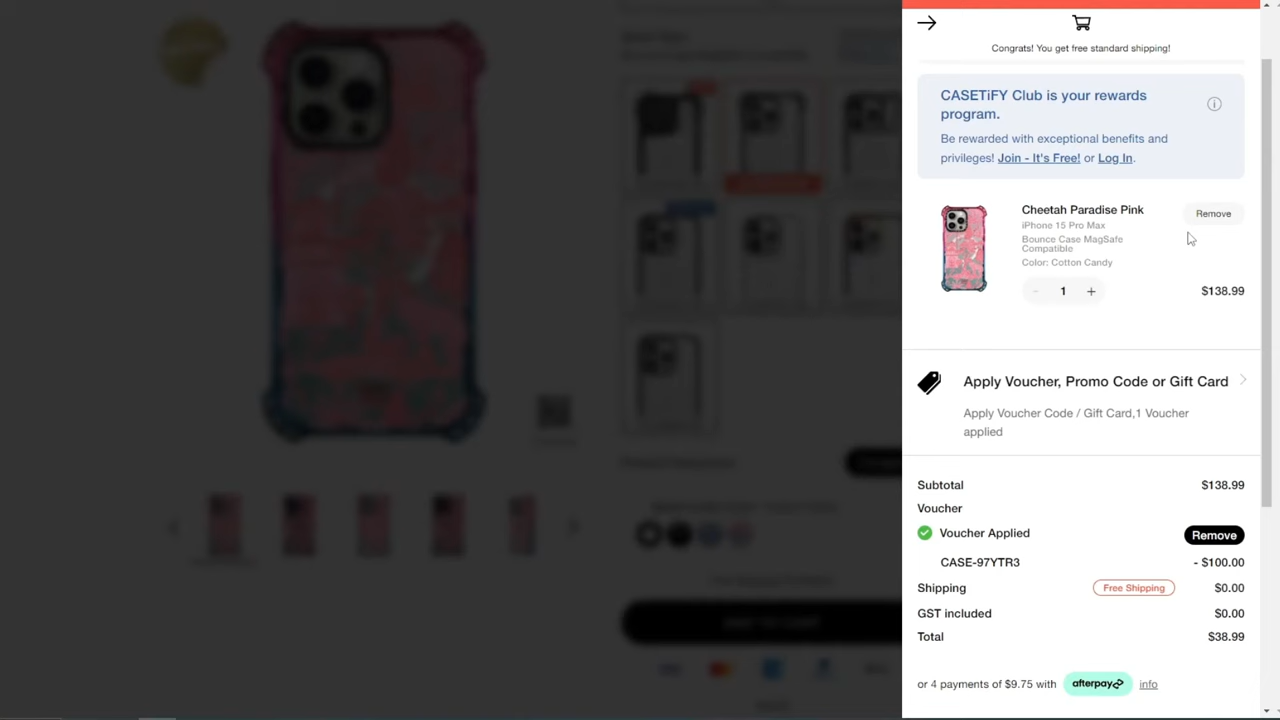 Congrats! You get free standard shipping!
CASETiFY Club is your rewards
program.
Be rewarded with exceptional benefits and
privileges! Join - It's Free! or Log In.
Cheetah Paradise Pink
Remove
iPhone 15 Pro Max
Bounce Case MagSafe
Compatible
Color: Cotton Candy
- 1 +
$138.99
Apply Voucher, Promo Code or Gift Card
Apply Voucher Code / Gift Card,1 Voucher
applied
Subtotal $138.99
Voucher
Voucher Applied Remove
CASE-97YTR3 - $100.00
Shipping Free Shipping $0.00
GST included $0.00
Total $38.99
or 4 payments of $9.75 with afterpay info